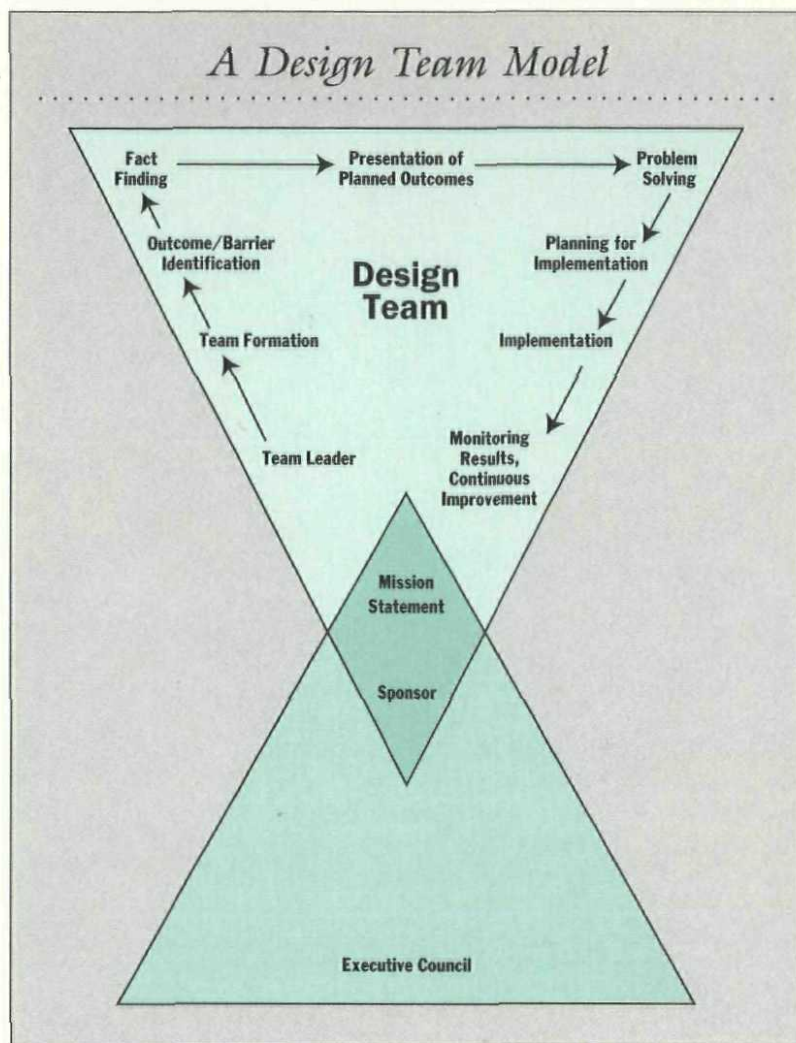 A Design Team Model
Fact
Finding
Presentation of
Planned Outcomes
Problem
Solving
Outcome/Barrier
Identification
Planning for
Implementation
Design
Team
Team Formation
Implementation
Team Leader
Monitoring
Results,
Continuous
Improvement
Mission
Statement
Sponsor
Executive Council